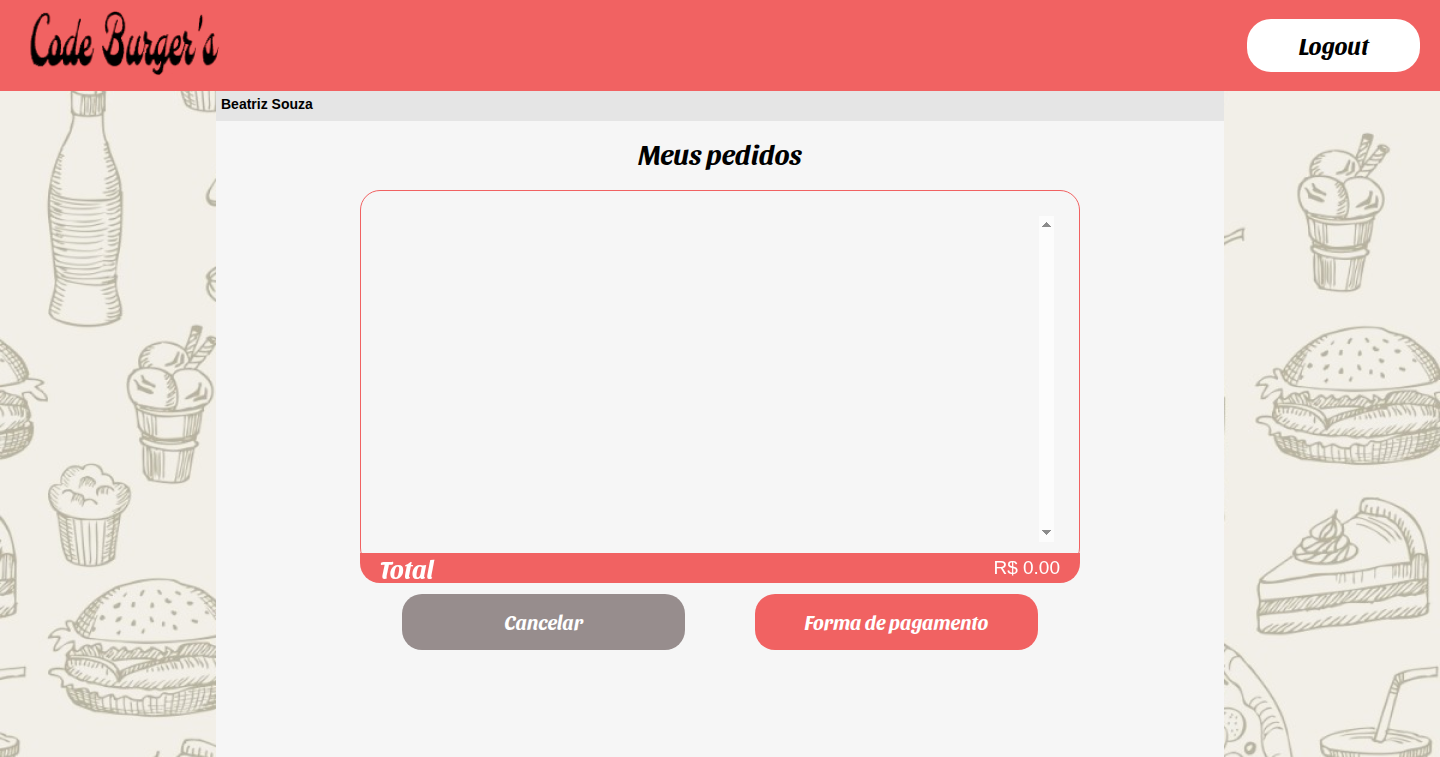 Code Burger's
Logout
Beatriz Souza
Meus pedidos
Total
R$ 0.00
Cancelar
Forma de pagamento